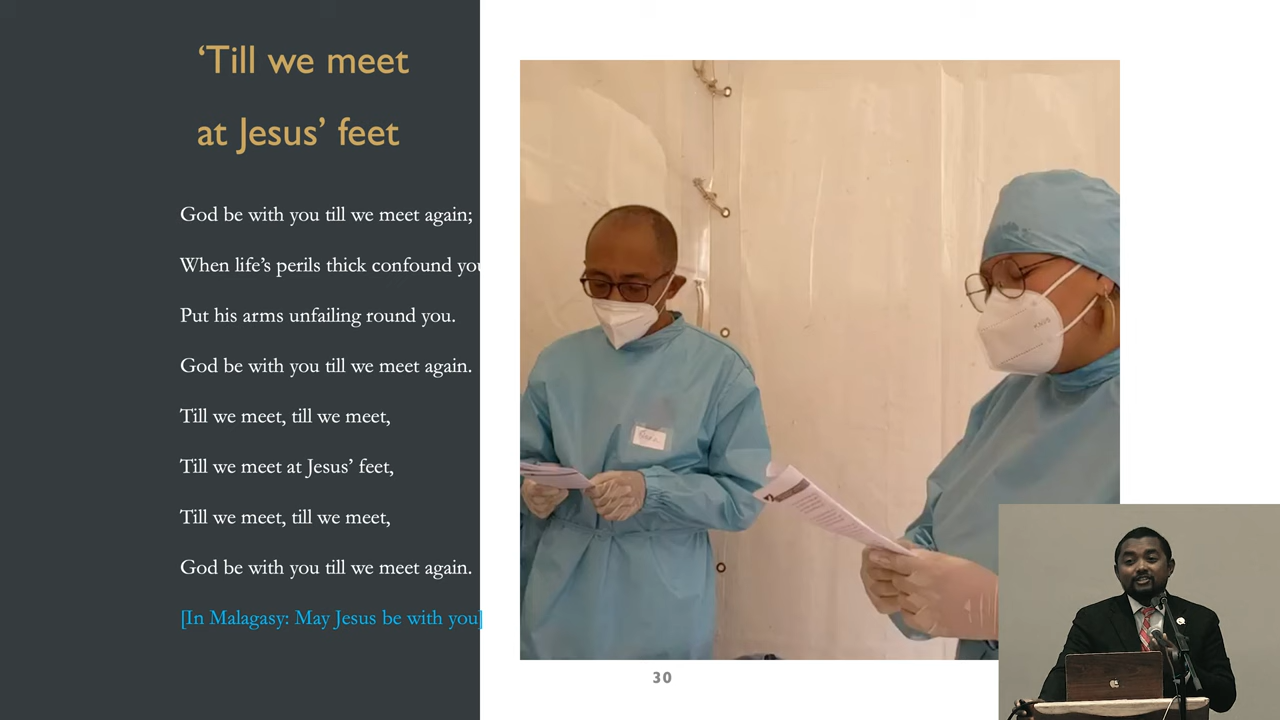 ‘Till we meet
at Jesus’ feet
God be with you till we meet again;
When life’s perils thick confound you
Put his arms unfailing round you.
God be with you till we meet again.
Till we meet, till we meet,
Till we meet at Jesus’ feet,
Till we meet, till we meet,
God be with you till we meet again.
[In Malagasy: May Jesus be with you]
30